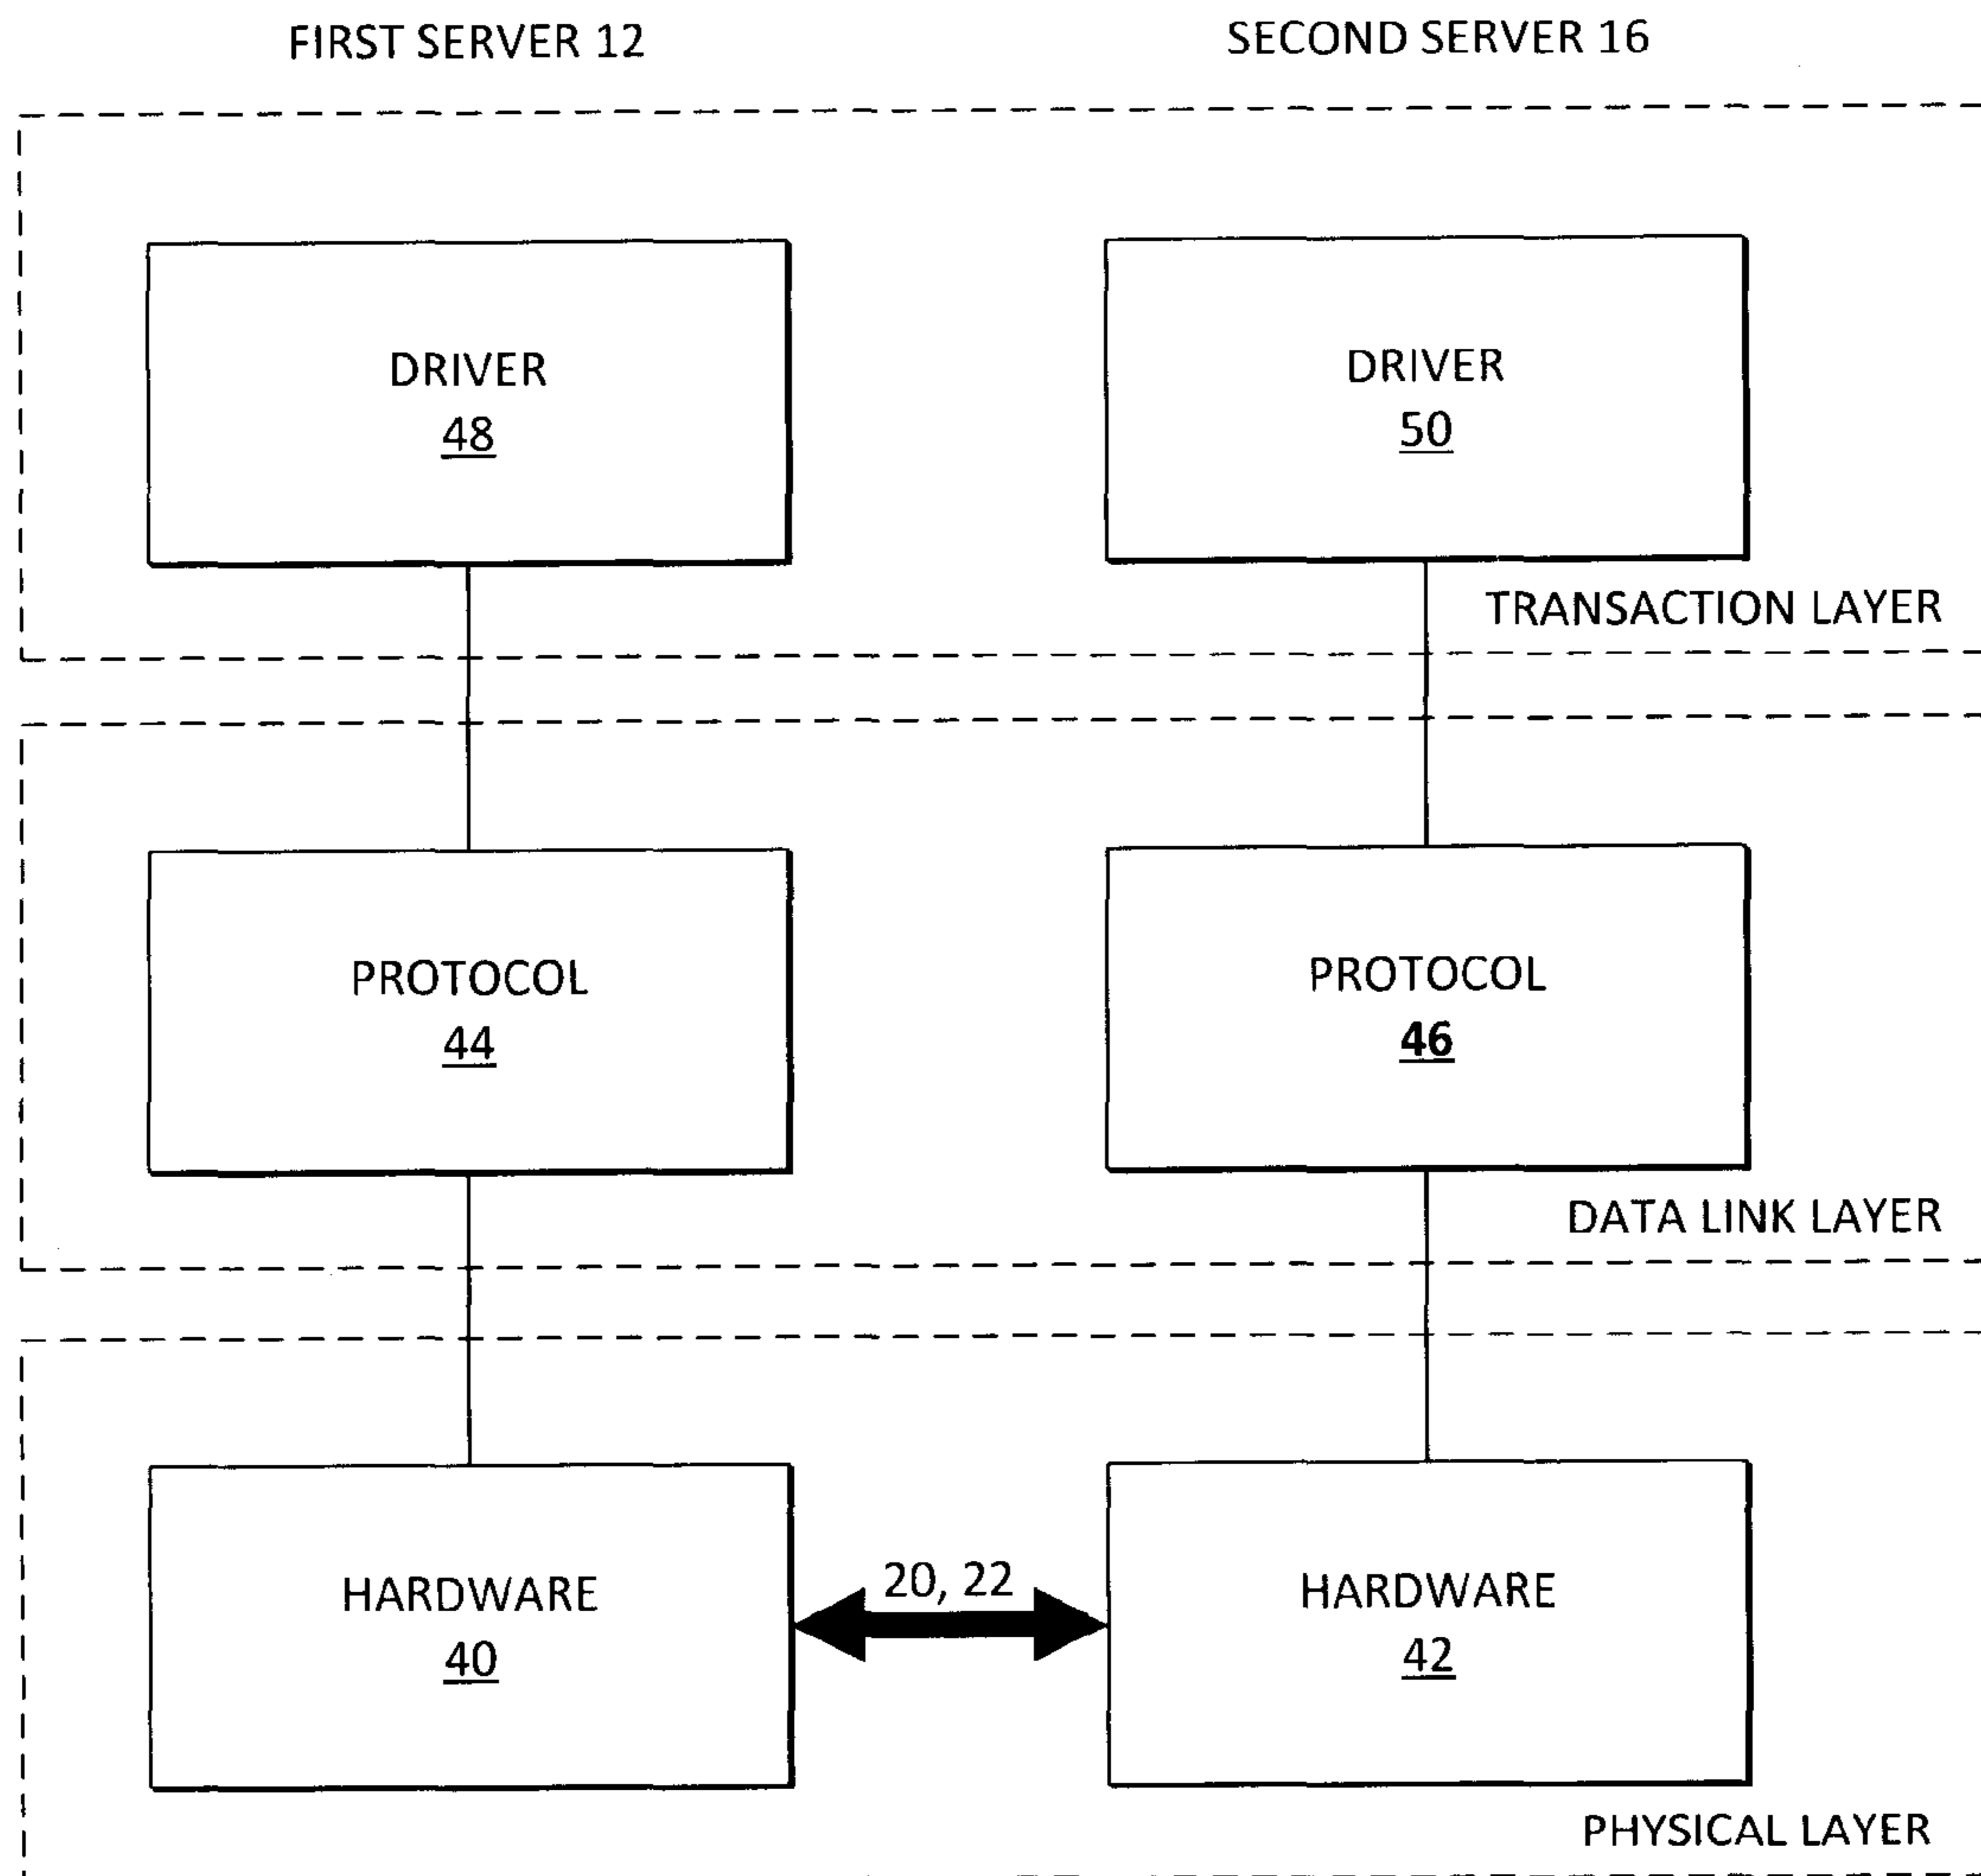 FIRST SERVER 12
SECOND SERVER 16
DRIVER
48
DRIVER
50
TRANSACTION LAYER
PROTOCOL
44
PROTOCOL
46
DATA LINK LAYER
HARDWARE
40
20, 22
HARDWARE
42
PHYSICAL LAYER